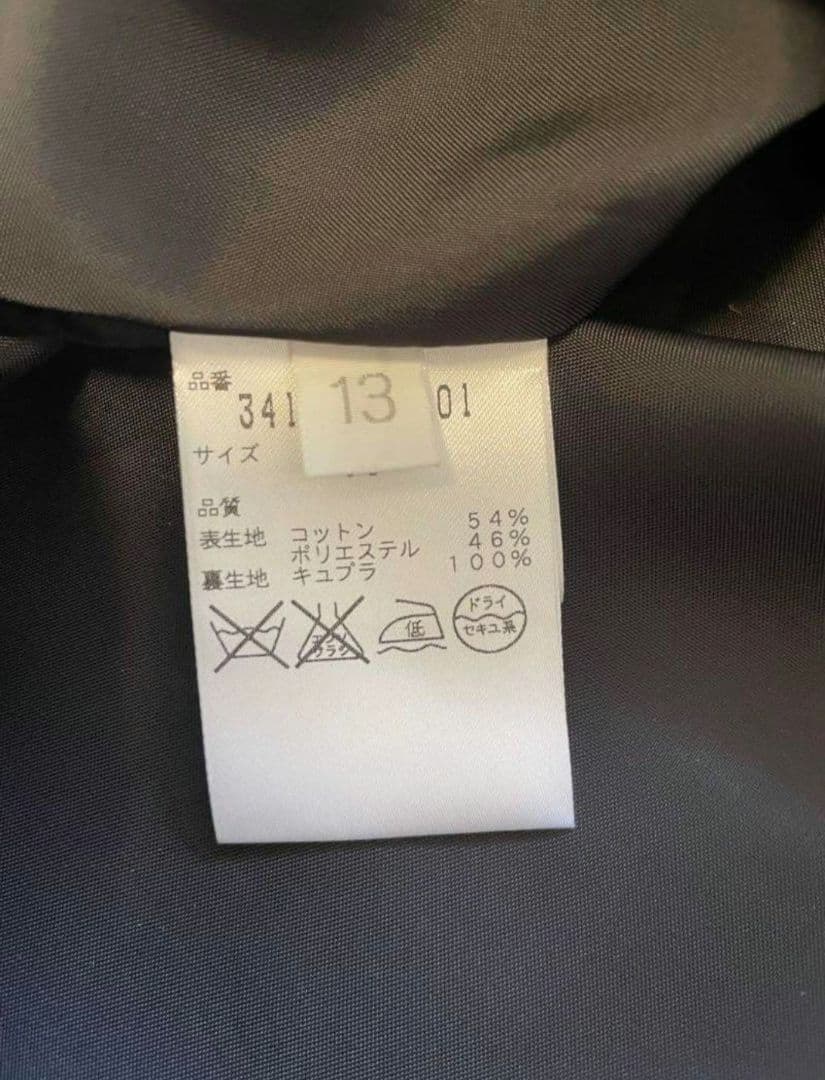 品番
341 13 01
サイズ
品質
表生地 コットン 54%
ポリエステル 46%
裏生地 キュプラ 100%
低
ドライ
セキユ系